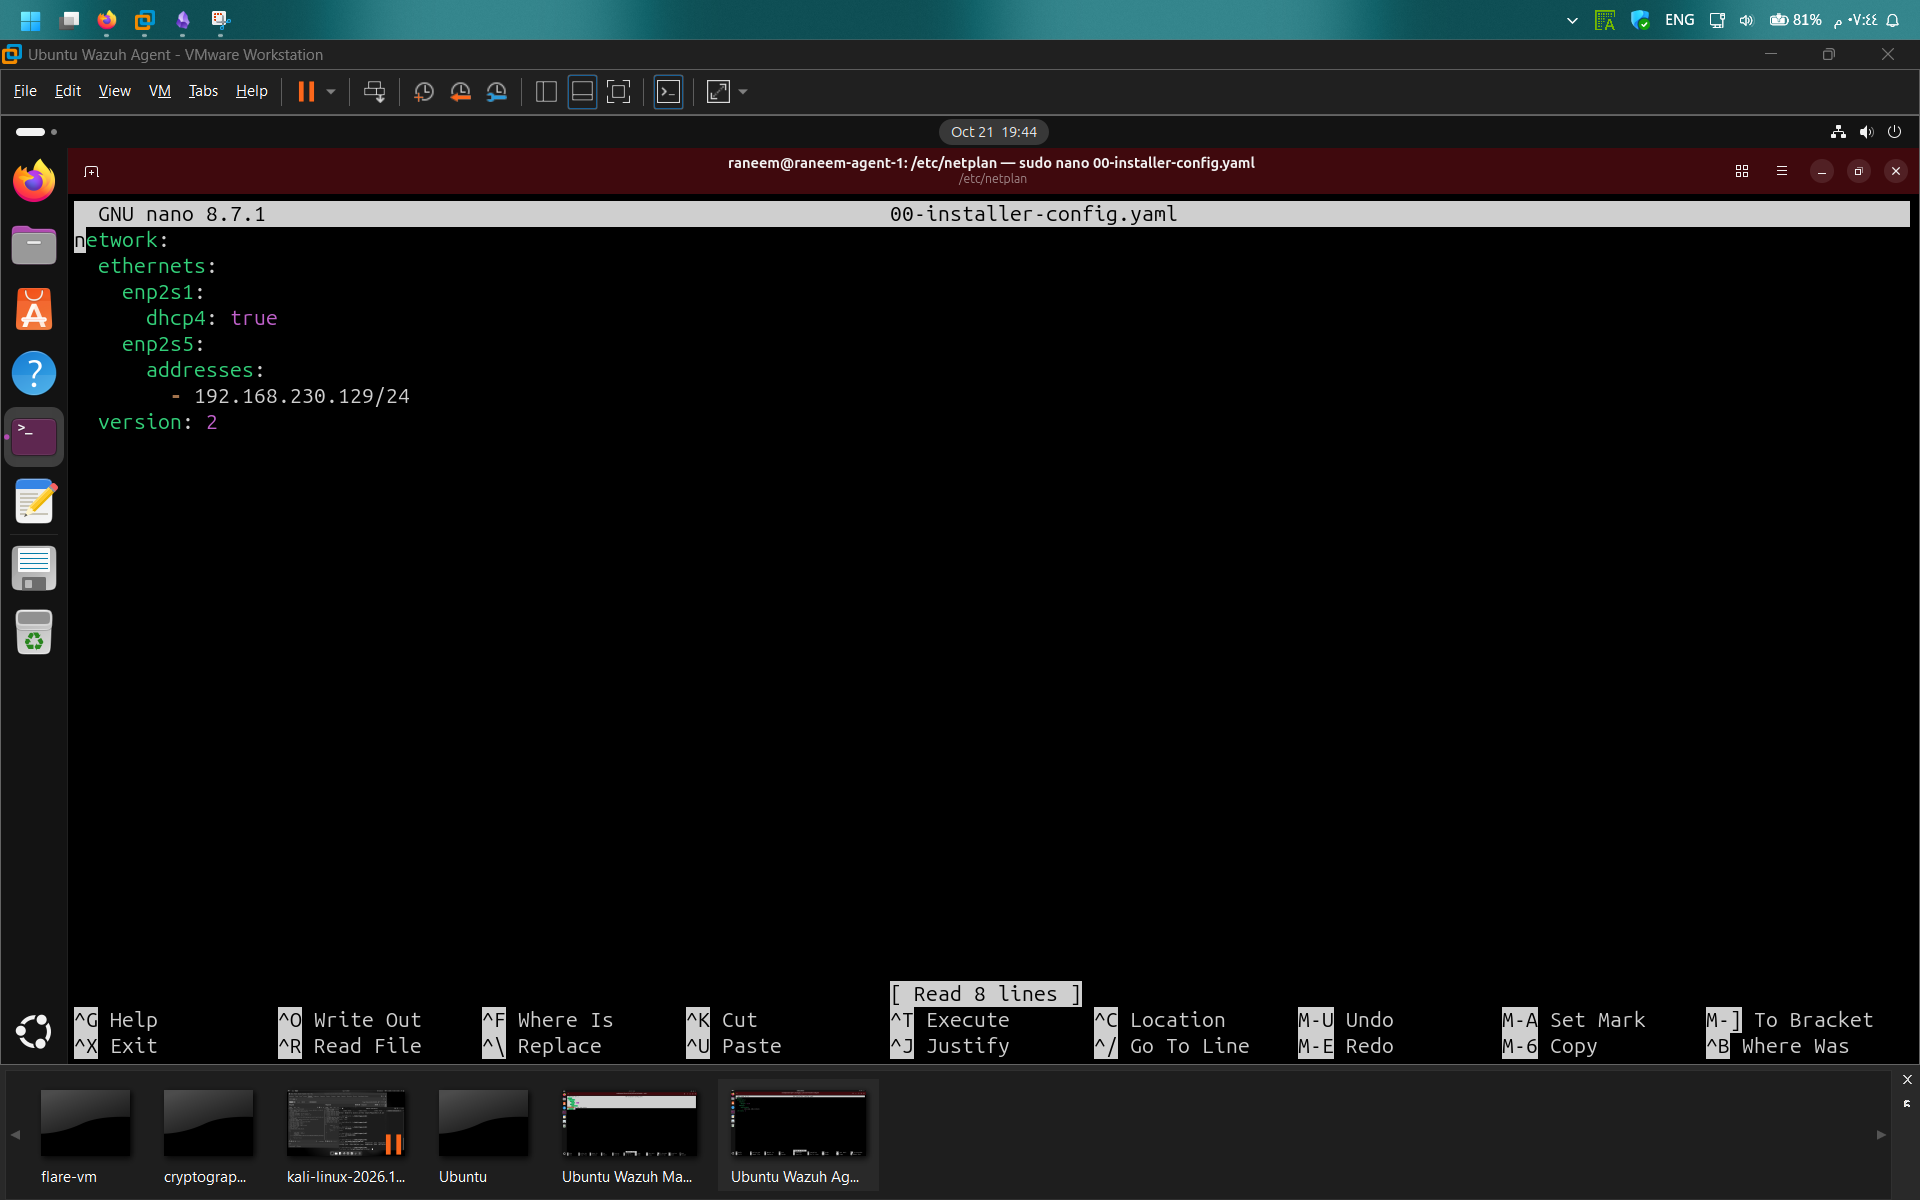 ENG
81%
٠٧:٤٤ م
Ubuntu Wazuh Agent - VMware Workstation
File Edit View VM Tabs Help
Oct 21 19:44
raneem@raneem-agent-1: /etc/netplan — sudo nano 00-installer-config.yaml
/etc/netplan
GNU nano 8.7.1 00-installer-config.yaml
network:
  ethernets:
    enp2s1:
      dhcp4: true
    enp2s5:
      addresses:
        - 192.168.230.129/24
  version: 2
[ Read 8 lines ]
^G Help ^O Write Out ^F Where Is ^K Cut ^T Execute ^C Location M-U Undo M-A Set Mark M-] To Bracket
^X Exit ^R Read File ^\ Replace ^U Paste ^J Justify ^/ Go To Line M-E Redo M-6 Copy ^B Where Was
flare-vm cryptograp... kali-linux-2026.1... Ubuntu Ubuntu Wazuh Ma... Ubuntu Wazuh Ag...